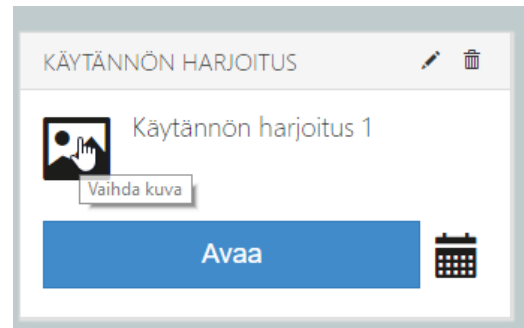 KÄYTÄNNÖN HARJOITUS
Käytännön harjoitus 1
Vaihda kuva
Avaa